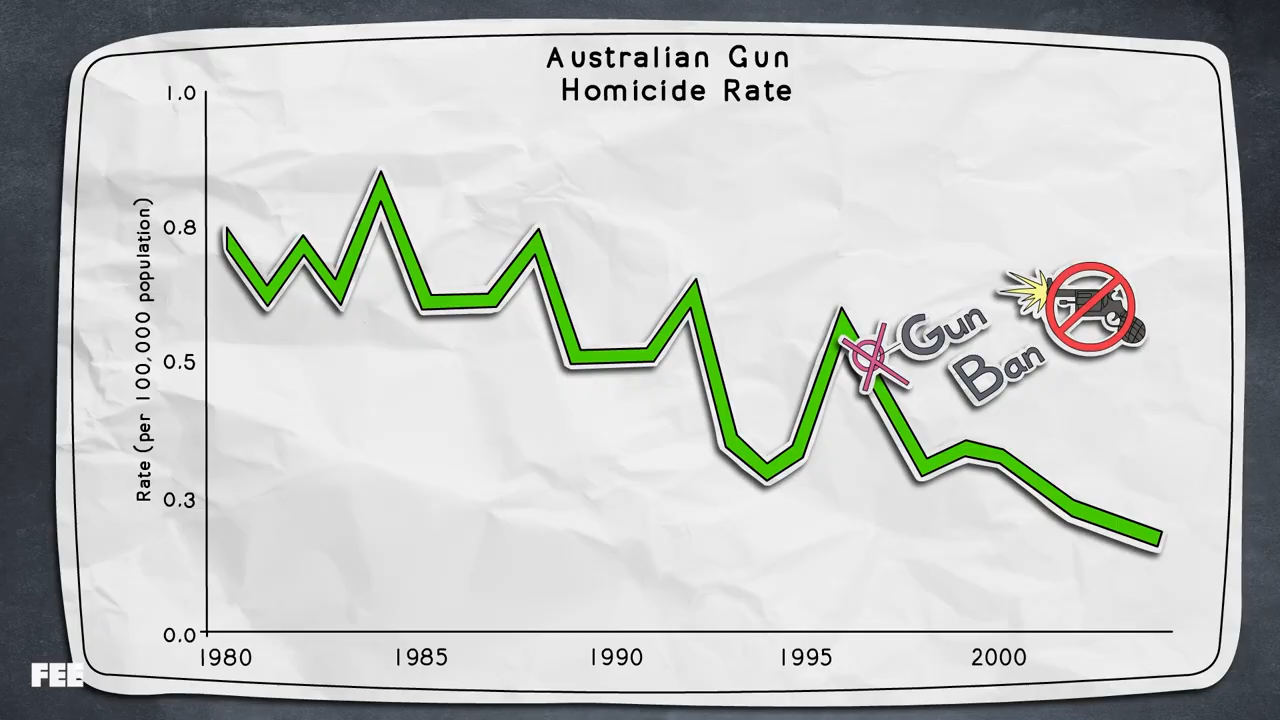 Australian Gun
Homicide Rate
1.0
0.8
0.5
0.3
0.0
Rate (per 100,000 population)
Gun
Ban
1980 1985 1990 1995 2000
FEE